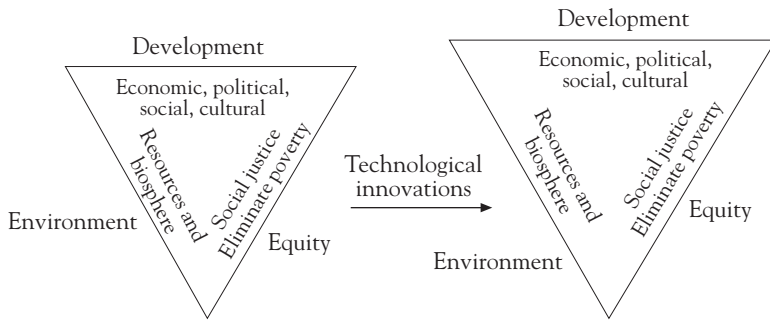 Development
Economic, political,
social, cultural
Resources and
biosphere
Social justice
Eliminate poverty
Environment
Equity
Technological
innovations
Development
Economic, political,
social, cultural
Resources and
biosphere
Social justice
Eliminate poverty
Equity
Environment